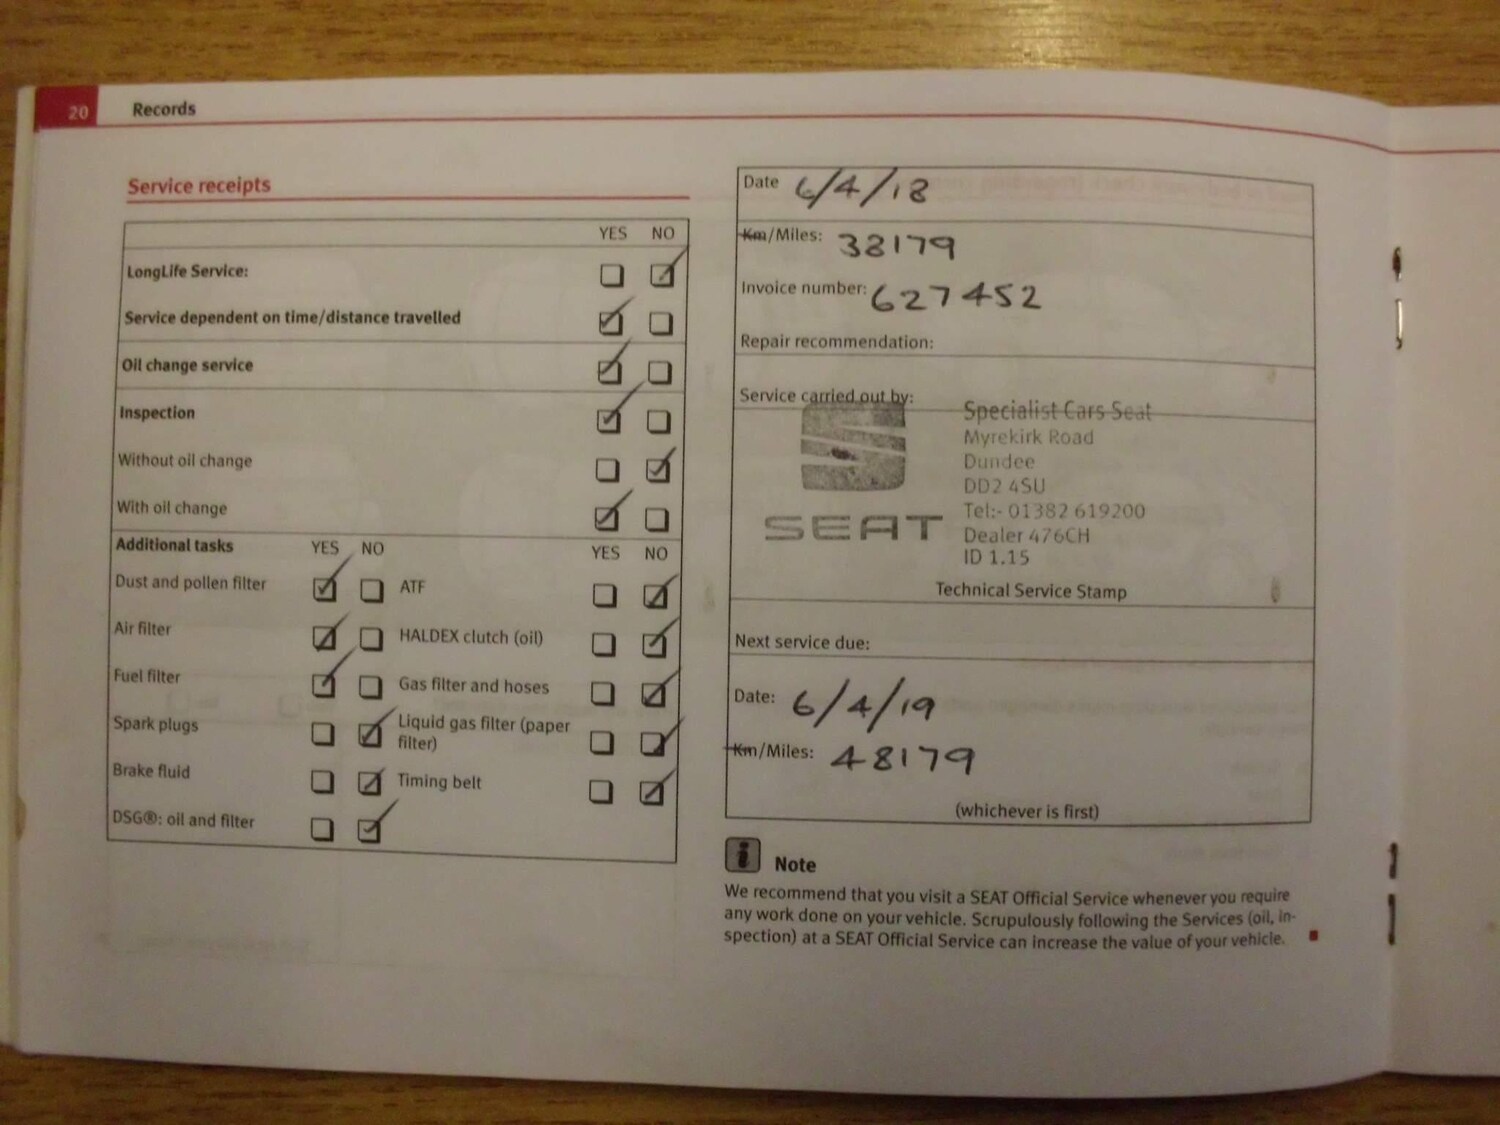 20 Records
Service receipts
YES NO
LongLife Service:
Service dependent on time/distance travelled
Oil change service
Inspection
Without oil change
With oil change
Additional tasks YES NO YES NO
Dust and pollen filter ATF
Air filter HALDEX clutch (oil)
Fuel filter Gas filter and hoses
Spark plugs Liquid gas filter (paper
filter)
Brake fluid Timing belt
DSG®: oil and filter
Date 6/4/18
Km/Miles: 38179
Invoice number: 627452
Repair recommendation:
Service carried out by:
SEAT
Specialist Cars Seat
Myrekirk Road
Dundee
DD2 4SU
Tel:- 01382 619200
Dealer 476CH
ID 1.15
Technical Service Stamp
Next service due:
Date: 6/4/19
Km/Miles: 48179
(whichever is first)
i Note
We recommend that you visit a SEAT Official Service whenever you require
any work done on your vehicle. Scrupulously following the Services (oil, in-
spection) at a SEAT Official Service can increase the value of your vehicle.